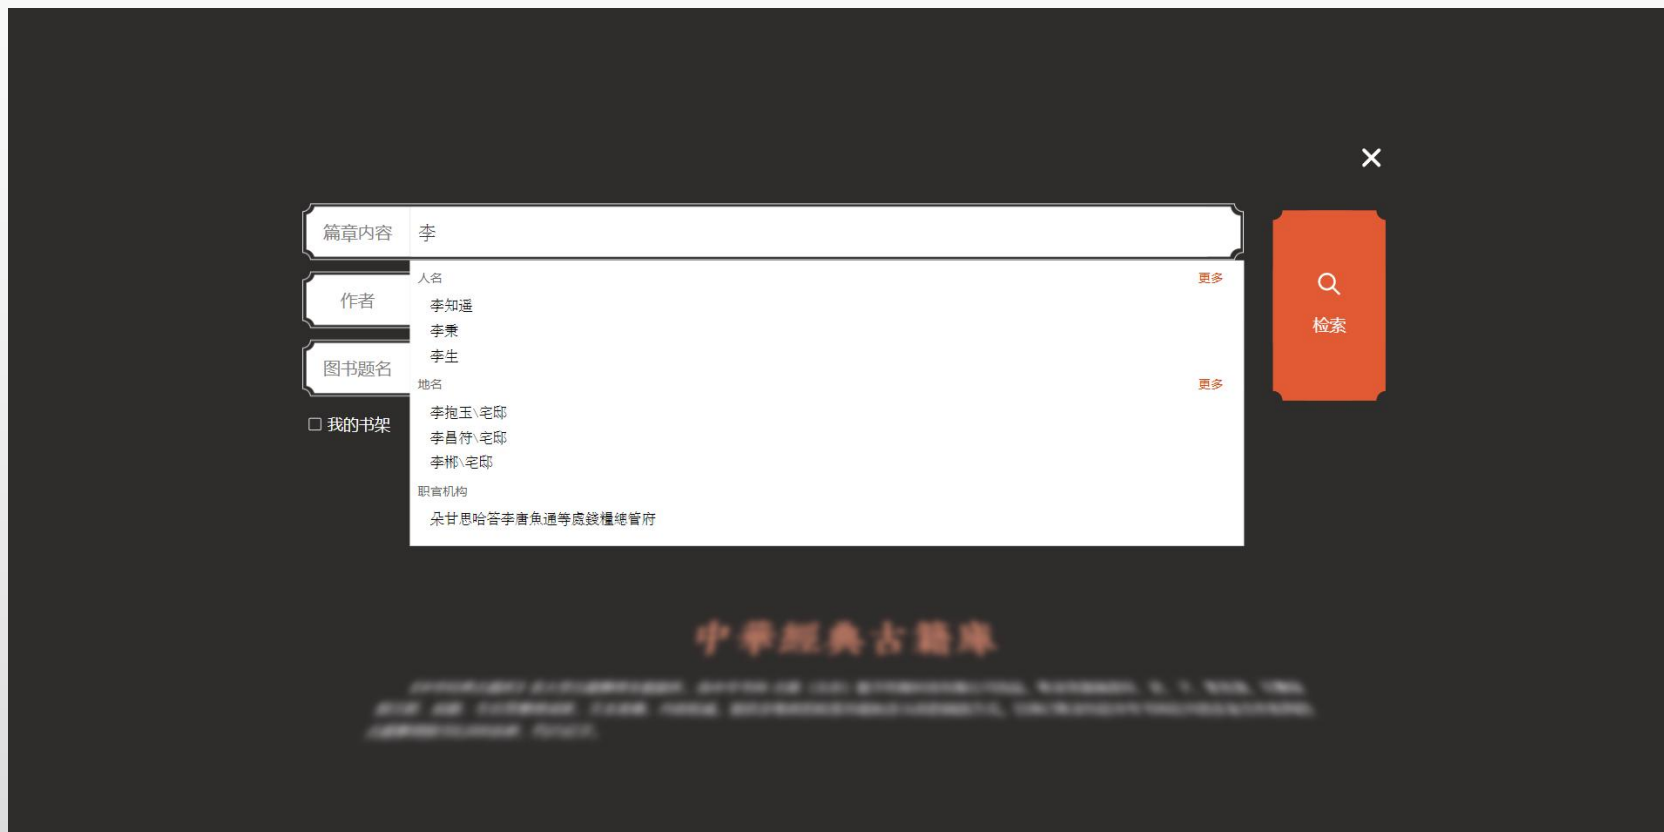 篇章内容 李
人名 更多
李知遥
李秉
李生
作者
地名 更多
图书题名
李抱玉\宅邸
李昌符\宅邸
李郴\宅邸
我的书架
职官机构
朵甘思哈答李唐魚通等處錢糧總管府
检索
中華經典古籍庫